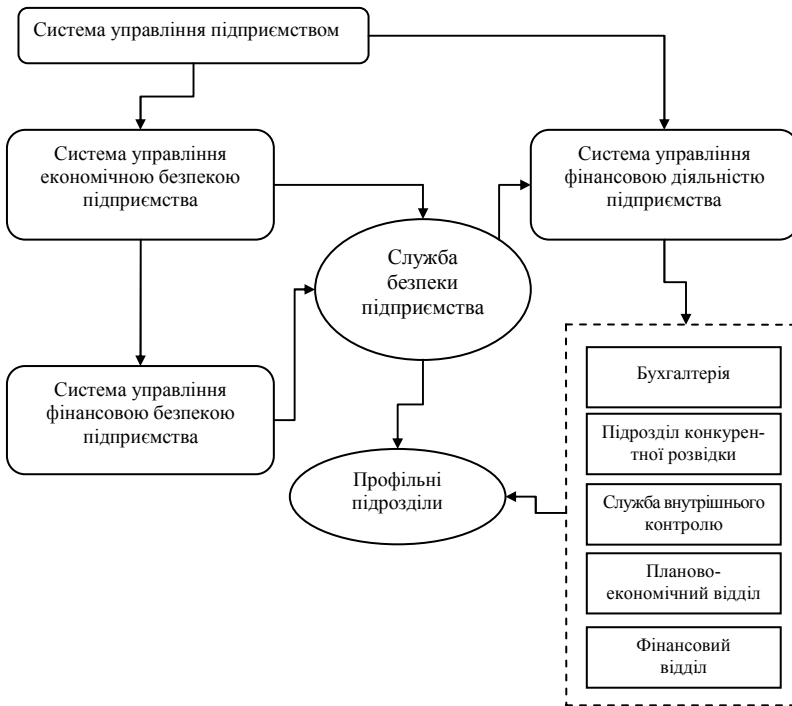 Система управління підприємством
Система управління
економічною безпекою
підприємства
Система управління
фінансовою діяльністю
підприємства
Служба
безпеки
підприємства
Система управління
фінансовою безпекою
підприємства
Профільні
підрозділи
Бухгалтерія
Підрозділ конкурен-
тної розвідки
Служба внутрішнього
контролю
Планово-
економічний відділ
Фінансовий
відділ